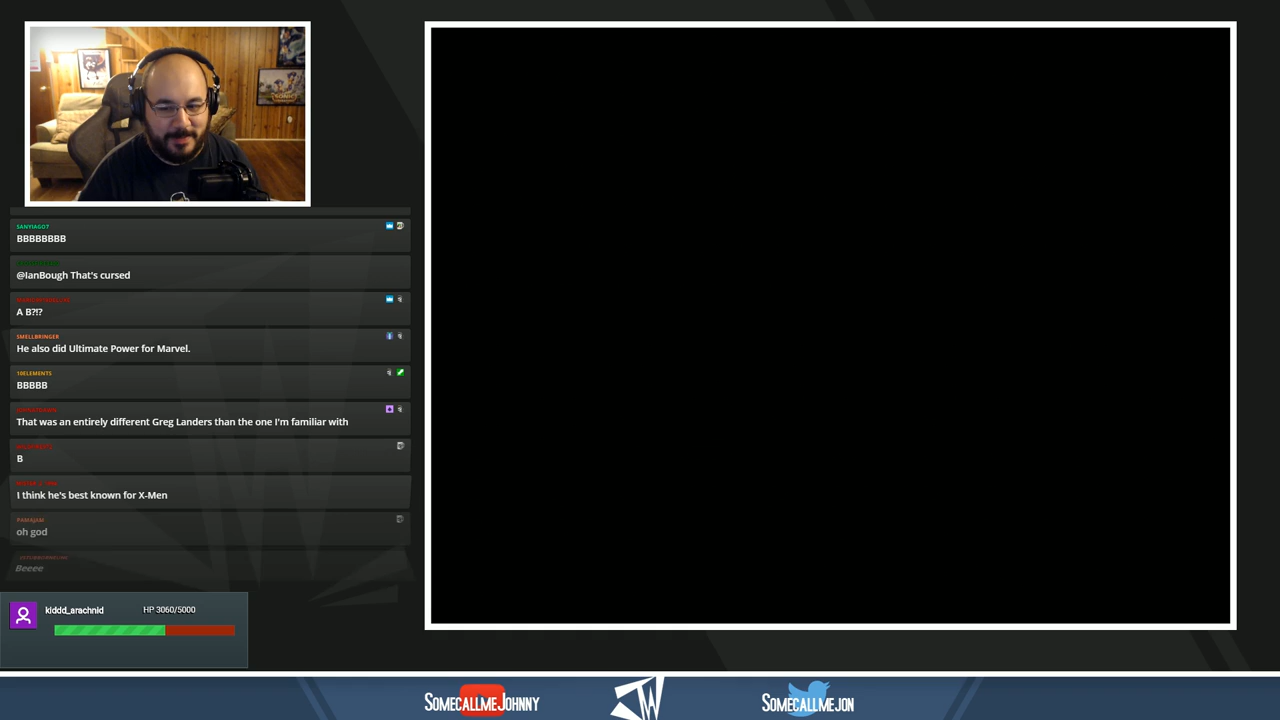 SANYIAGO7
BBBBBBBB
@IanBough That's cursed
A B?!?
SMELLBRINGER
He also did Ultimate Power for Marvel.
10ELEMENTS
BBBBB
That was an entirely different Greg Landers than the one I'm familiar with
B
I think he's best known for X-Men
PAMAJAM
oh god
Beeee
kiddd_arachnid HP 3060/5000
SOMECALLMEJOHNNY
SOMECALLMEJON